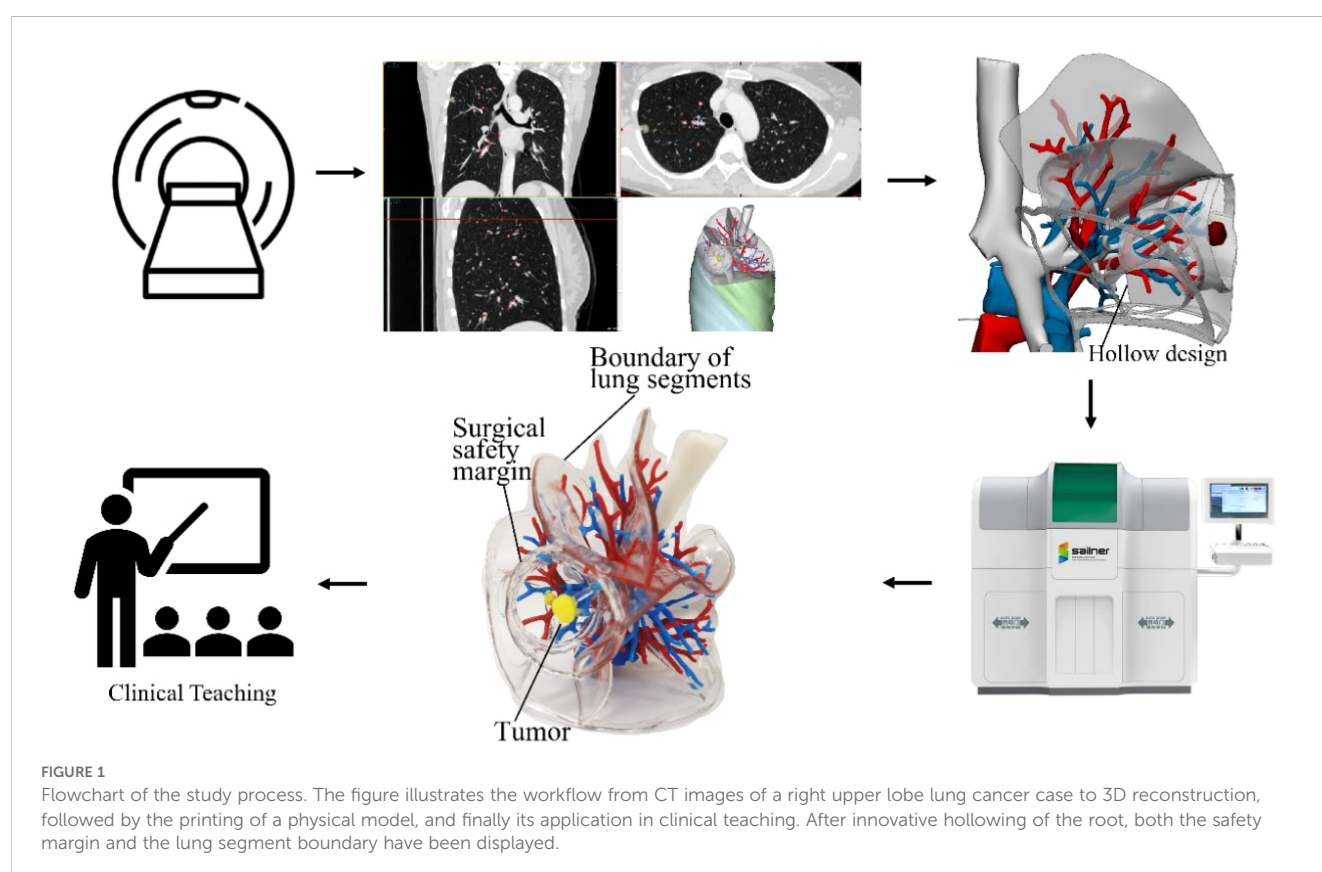 Hollow design
Boundary of
lung segments
Surgical
safety
margin
sailner
Clinical Teaching
Tumor
FIGURE 1
Flowchart of the study process. The figure illustrates the workflow from CT images of a right upper lobe lung cancer case to 3D reconstruction,
followed by the printing of a physical model, and finally its application in clinical teaching. After innovative hollowing of the root, both the safety
margin and the lung segment boundary have been displayed.